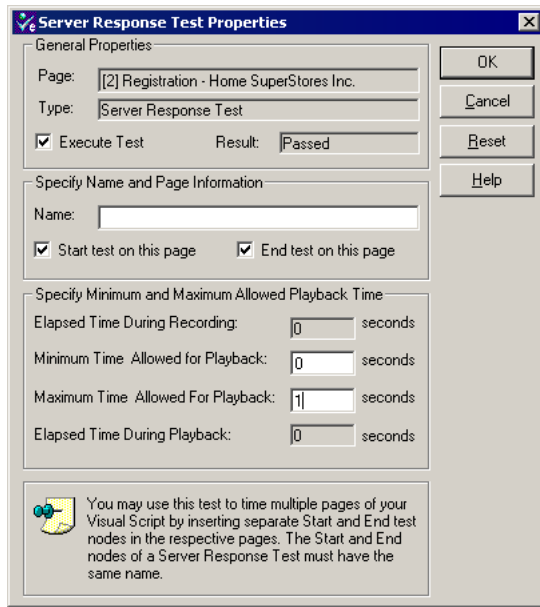 Server Response Test Properties
General Properties
Page: [2] Registration - Home SuperStores Inc.
Type: Server Response Test
Execute Test Result: Passed
OK
Cancel
Reset
Help
Specify Name and Page Information
Name:
Start test on this page End test on this page
Specify Minimum and Maximum Allowed Playback Time
Elapsed Time During Recording: 0 seconds
Minimum Time Allowed for Playback: 0 seconds
Maximum Time Allowed For Playback: 1 seconds
Elapsed Time During Playback: 0 seconds
You may use this test to time multiple pages of your
Visual Script by inserting separate Start and End test
nodes in the respective pages. The Start and End
nodes of a Server Response Test must have the
same name.